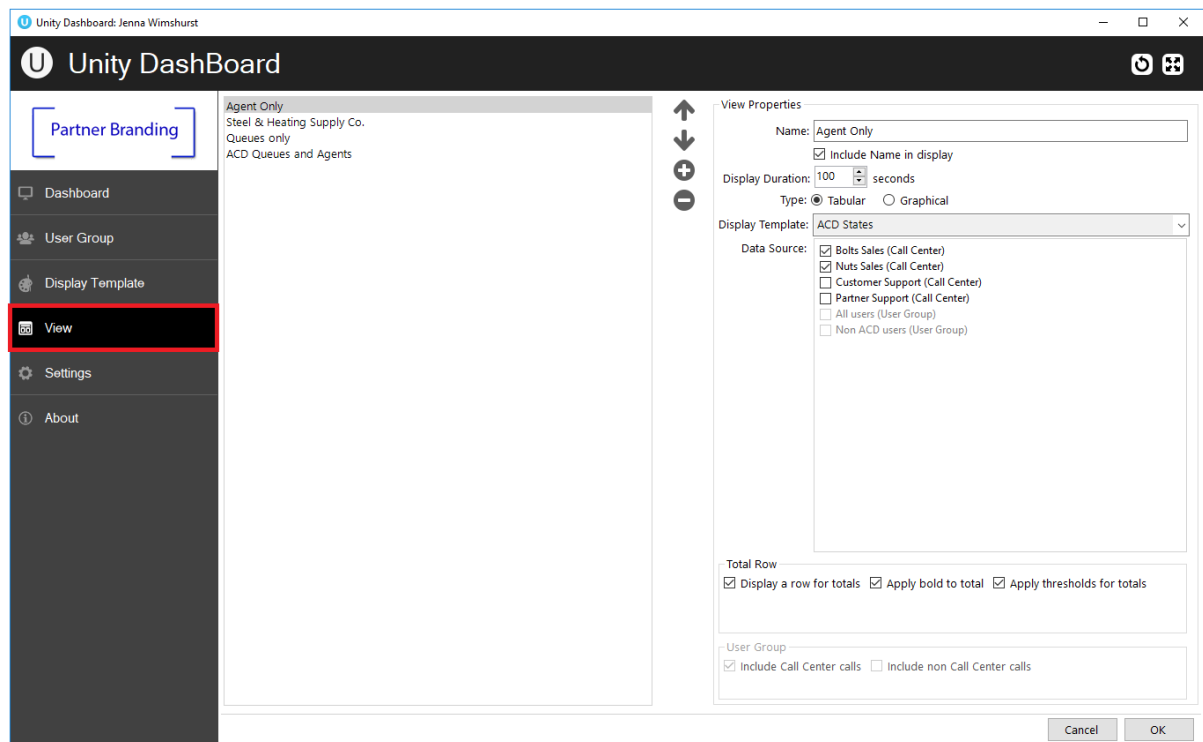 Unity Dashboard: Jenna Wimshurst
Unity DashBoard
Partner Branding
Dashboard
User Group
Display Template
View
Settings
About
Agent Only
Steel & Heating Supply Co.
Queues only
ACD Queues and Agents
View Properties
Name: Agent Only
Include Name in display
Display Duration: 100 seconds
Type: Tabular Graphical
Display Template: ACD States
Data Source: Bolts Sales (Call Center)
Nuts Sales (Call Center)
Customer Support (Call Center)
Partner Support (Call Center)
All users (User Group)
Non ACD users (User Group)
Total Row
Display a row for totals Apply bold to total Apply thresholds for totals
User Group
Include Call Center calls Include non Call Center calls
Cancel OK